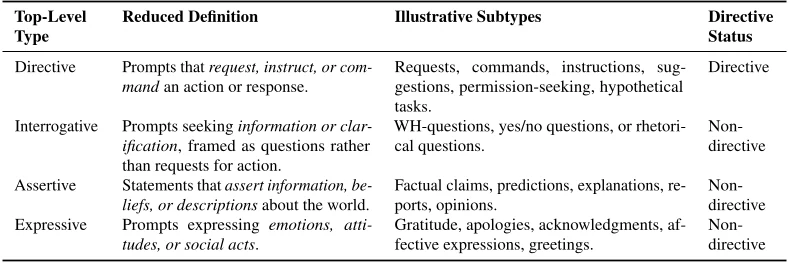 Top-Level Type Reduced Definition Illustrative Subtypes Directive Status
Directive Prompts that request, instruct, or com- Requests, commands, instructions, sug- Directive
mand an action or response. gestions, permission-seeking, hypothetical
tasks.
Interrogative Prompts seeking information or clar- WH-questions, yes/no questions, or rhetori- Non-
ification, framed as questions rather cal questions. directive
than requests for action.
Assertive Statements that assert information, be- Factual claims, predictions, explanations, re- Non-
liefs, or descriptions about the world. ports, opinions. directive
Expressive Prompts expressing emotions, atti- Gratitude, apologies, acknowledgments, af- Non-
tudes, or social acts. fective expressions, greetings. directive